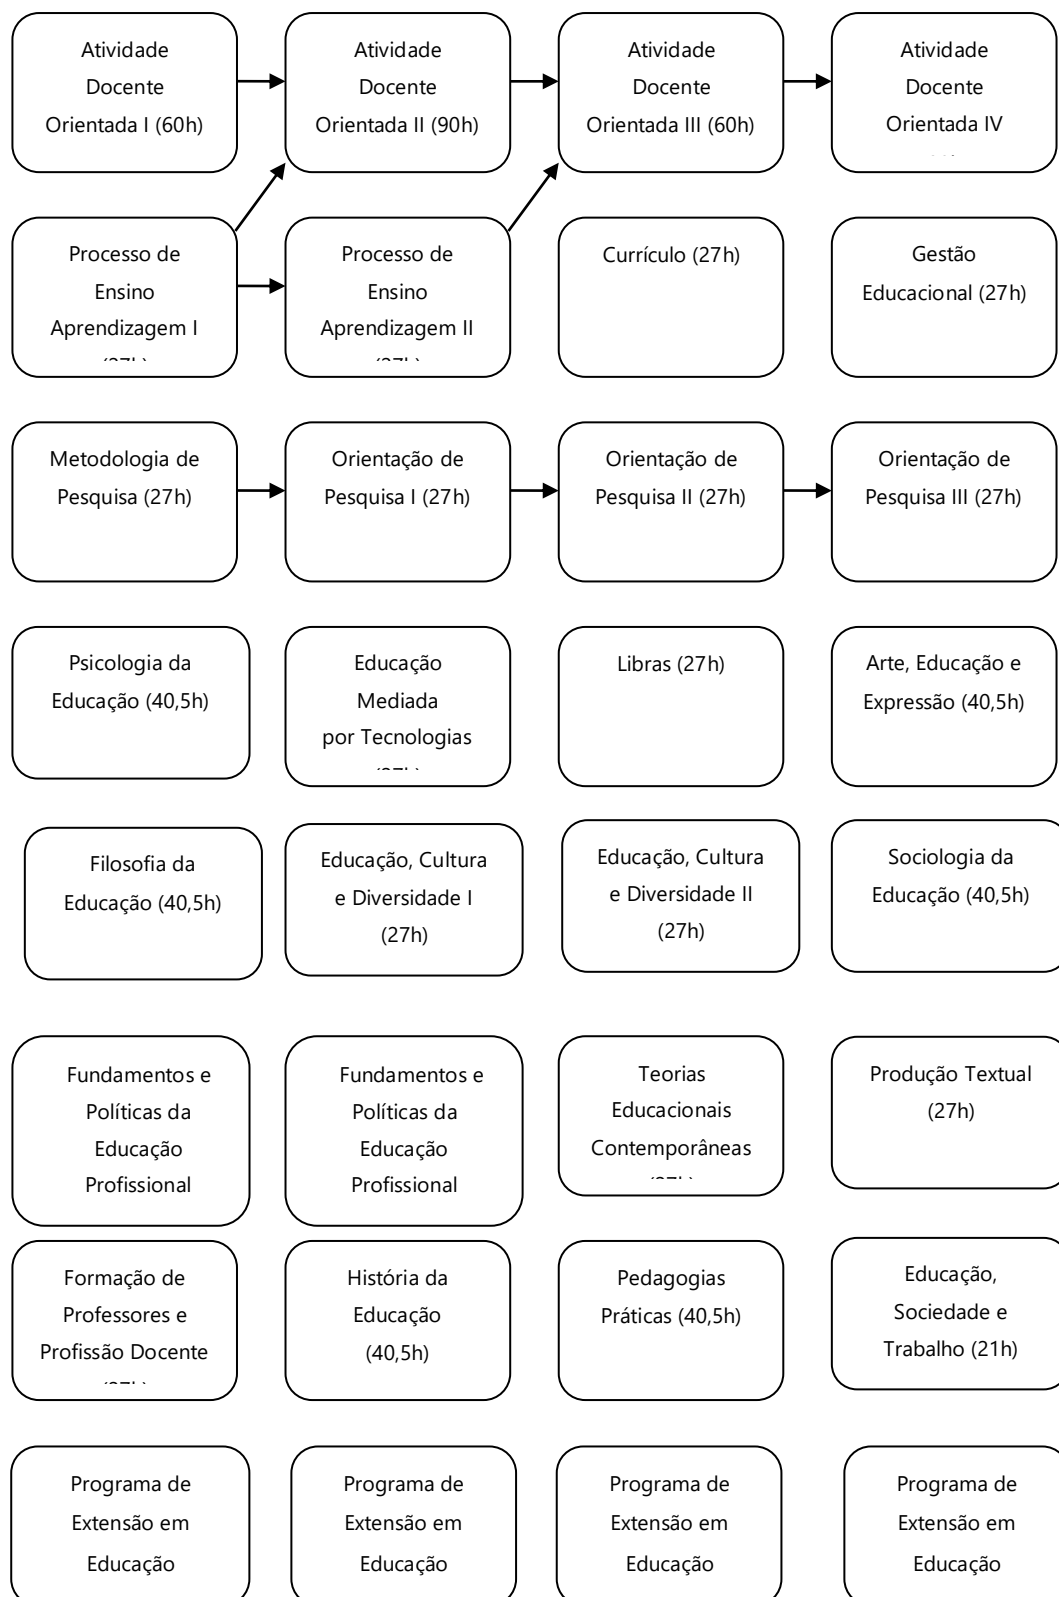 Atividade
Docente
Orientada I (60h)
Atividade
Docente
Orientada II (90h)
Atividade
Docente
Orientada III (60h)
Atividade
Docente
Orientada IV
Processo de
Ensino
Aprendizagem I
Processo de
Ensino
Aprendizagem II
Currículo (27h)
Gestão
Educacional (27h)
Metodologia de
Pesquisa (27h)
Orientação de
Pesquisa I (27h)
Orientação de
Pesquisa II (27h)
Orientação de
Pesquisa III (27h)
Psicologia da
Educação (40,5h)
Educação
Mediada
por Tecnologias
Libras (27h)
Arte, Educação e
Expressão (40,5h)
Filosofia da
Educação (40,5h)
Educação, Cultura
e Diversidade I
(27h)
Educação, Cultura
e Diversidade II
(27h)
Sociologia da
Educação (40,5h)
Fundamentos e
Políticas da
Educação
Profissional
Fundamentos e
Políticas da
Educação
Profissional
Teorias
Educacionais
Contemporâneas
Produção Textual
(27h)
Formação de
Professores e
Profissão Docente
História da
Educação
(40,5h)
Pedagogias
Práticas (40,5h)
Educação,
Sociedade e
Trabalho (21h)
Programa de
Extensão em
Educação
Programa de
Extensão em
Educação
Programa de
Extensão em
Educação
Programa de
Extensão em
Educação